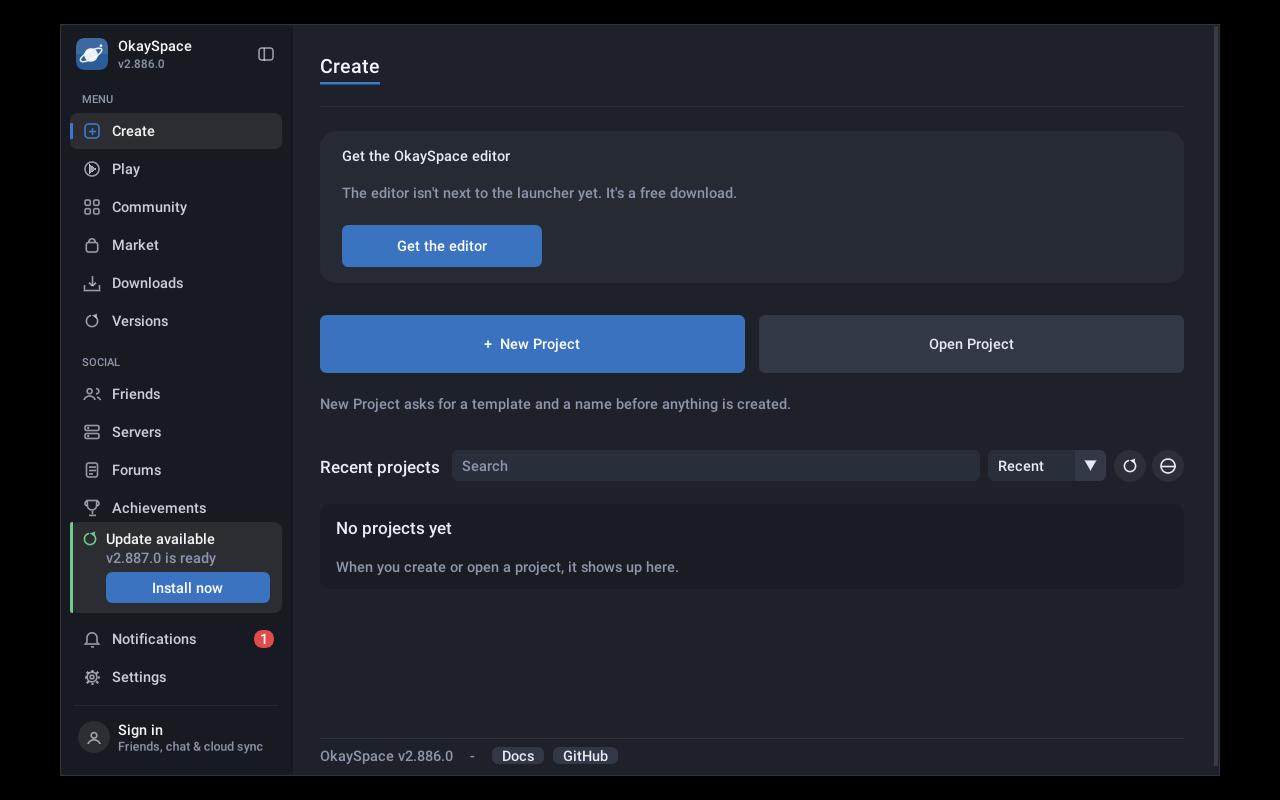 OkaySpace
v2.886.0
MENU
Create
Play
Community
Market
Downloads
Versions
SOCIAL
Friends
Servers
Forums
Achievements
Update available
v2.887.0 is ready
Install now
Notifications
1
Settings
Sign in
Friends, chat & cloud sync
Create
Get the OkaySpace editor
The editor isn't next to the launcher yet. It's a free download.
Get the editor
+ New Project
Open Project
New Project asks for a template and a name before anything is created.
Recent projects
Search
Recent
No projects yet
When you create or open a project, it shows up here.
OkaySpace v2.886.0 - Docs GitHub